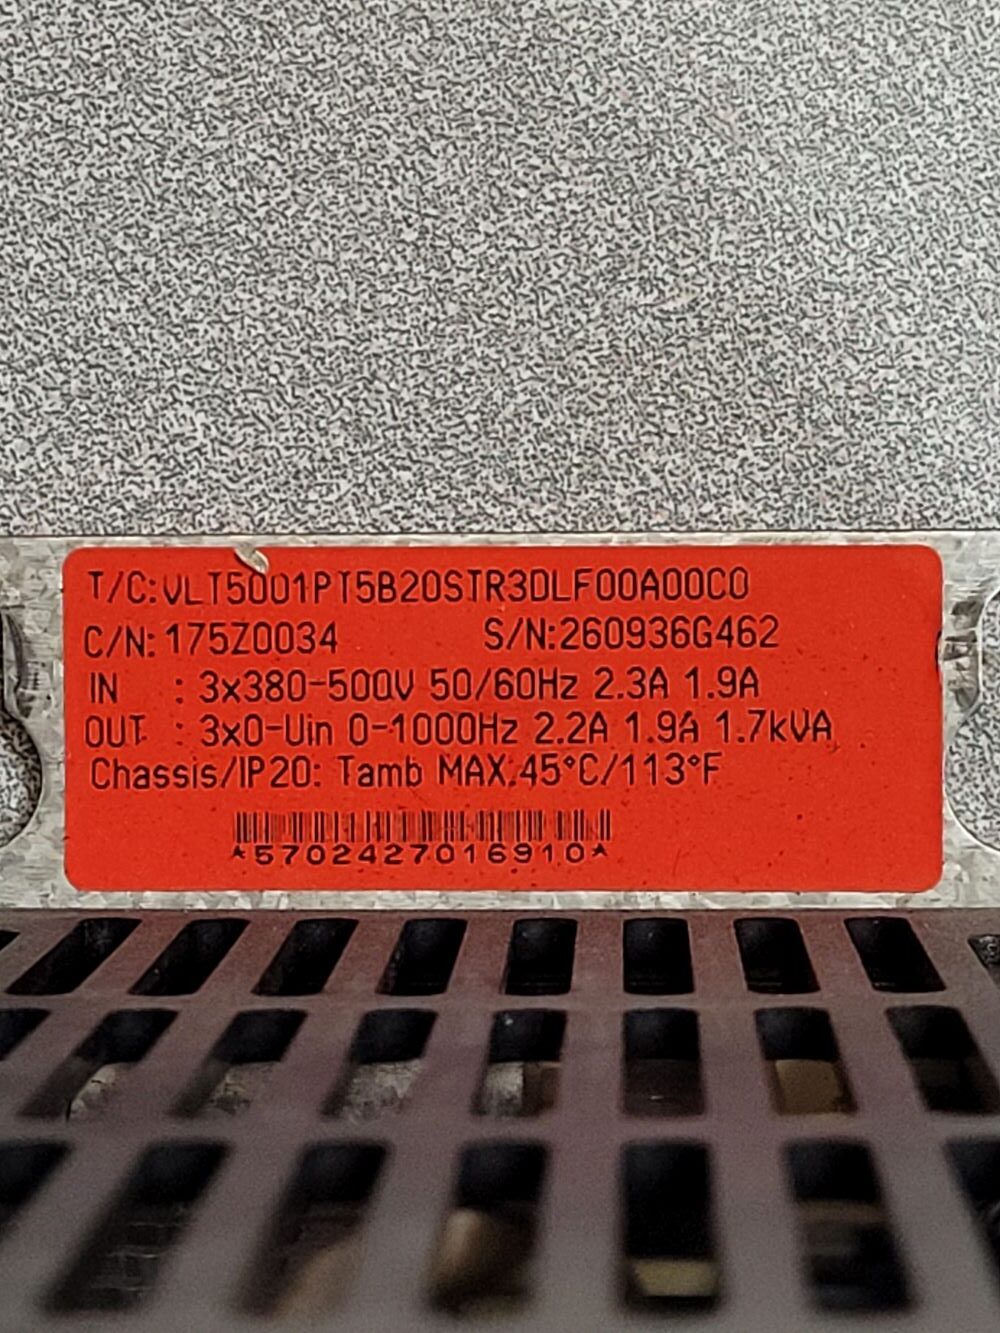 T/C:VLT5001PT5B20STR3DLF00A00C0
C/N: 175Z0034 S/N:260936G462
IN : 3x380-500V 50/60Hz 2.3A 1.9A
OUT : 3x0-Uin 0-1000Hz 2.2A 1.9A 1.7kVA
Chassis/IP20: Tamb MAX.45°C/113°F
*5702427016910*